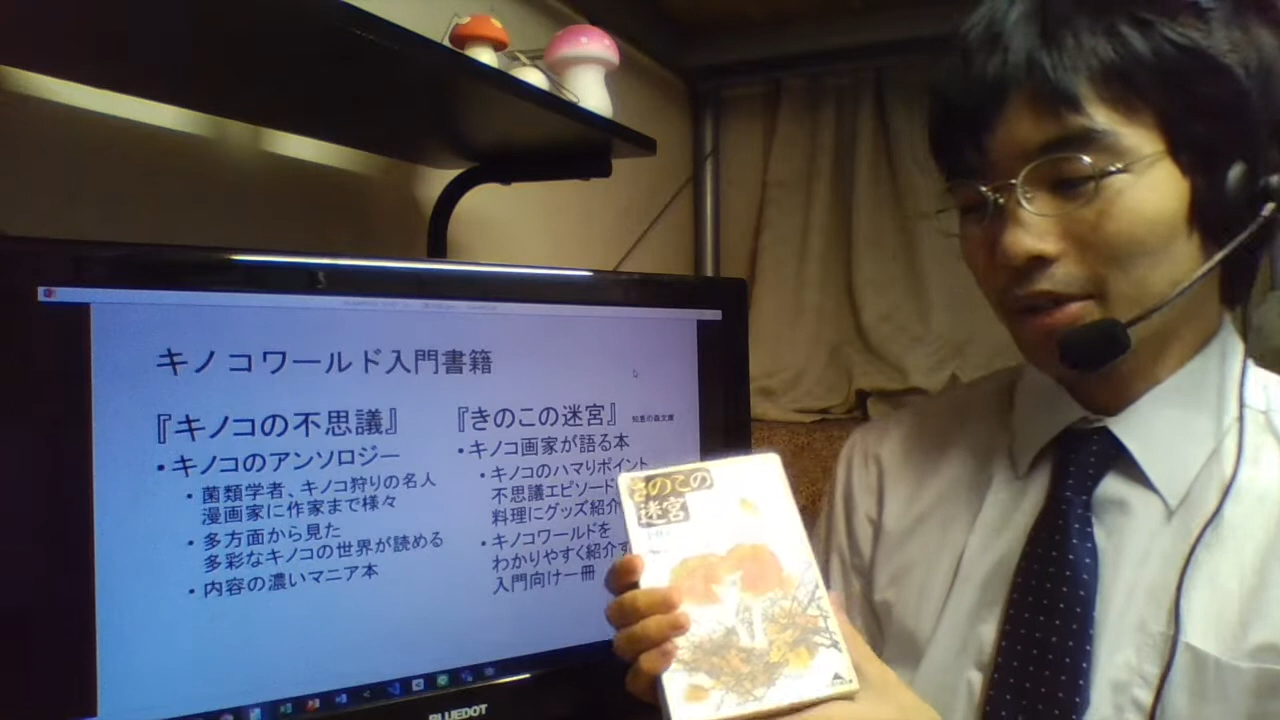 キノコワールド入門書籍
『キノコの不思議』
・キノコのアンソロジー
・菌類学者、キノコ狩りの名人
漫画家に作家まで様々
・多方面から見た
多彩なキノコの世界が読める
・内容の濃いマニア本
『きのこの迷宮』 知恵の森文庫
・キノコ画家が語る本
・キノコのハマりポイント
不思議エピソード
料理にグッズ紹介
・キノコワールドを
わかりやすく紹介す
入門向け一冊
きのこの
迷宮
BLUEDOT